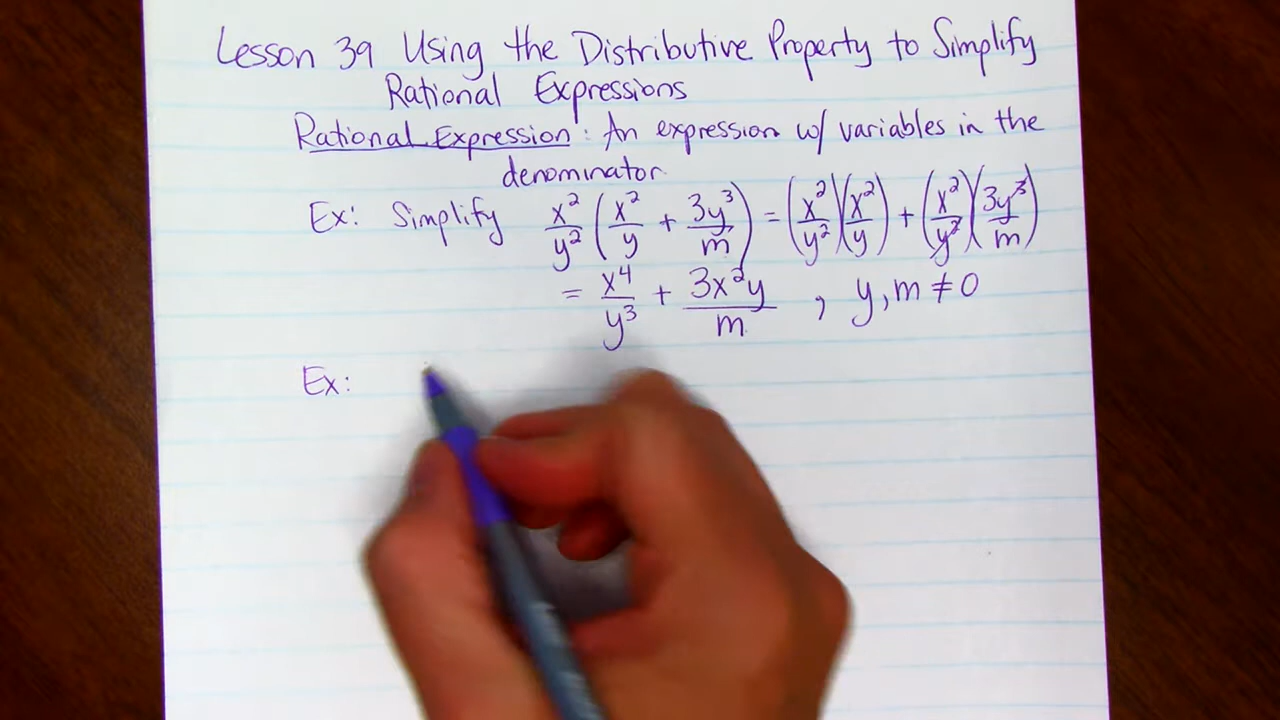 Lesson 39 Using the Distributive Property to Simplify
Rational Expressions
Rational Expression: An expression w/ variables in the
denominator.
Ex: Simplify x²/y² (x²/y + 3y³/m) = (x²/y²)(x²/y) + (x²/y²)(3y³/m)
= x⁴/y³ + 3x²y/m , y, m ≠ 0
Ex: